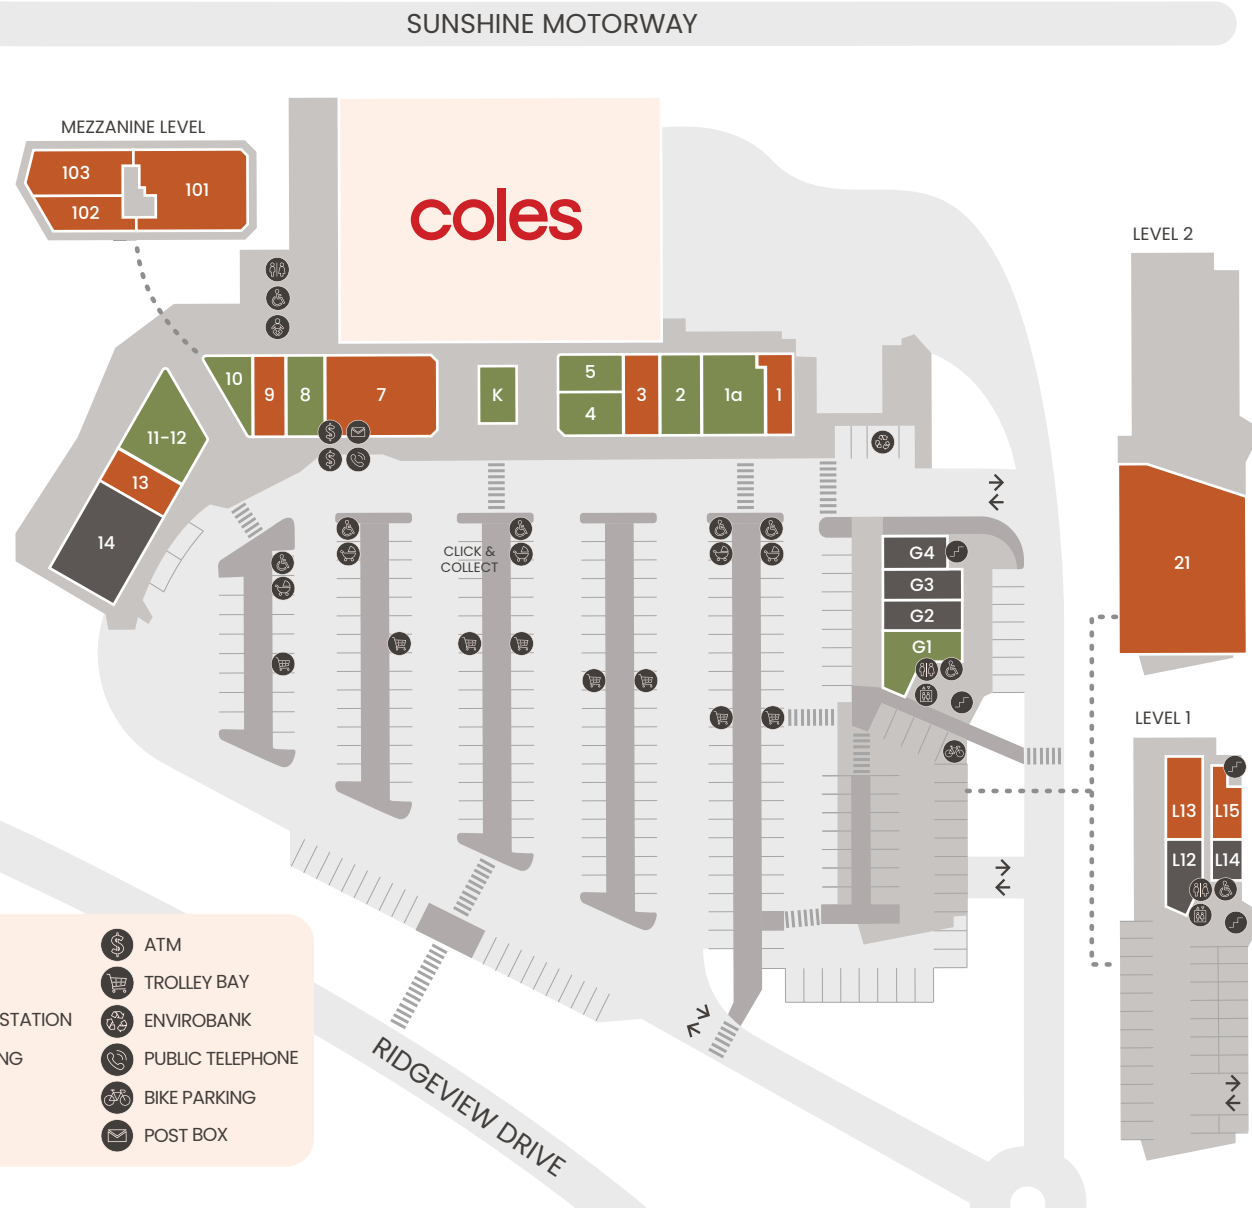 SUNSHINE MOTORWAY
MEZZANINE LEVEL
103
101
102
coles
LEVEL 2
10
9
8
7
K
5
4
3
2
1a
1
11-12
13
14
21
CLICK &
COLLECT
G4
G3
G2
G1
LEVEL 1
L13
L15
L12
L14
ATM
TROLLEY BAY
STATION
ENVIROBANK
NG
PUBLIC TELEPHONE
BIKE PARKING
POST BOX
RIDGEVIEW DRIVE